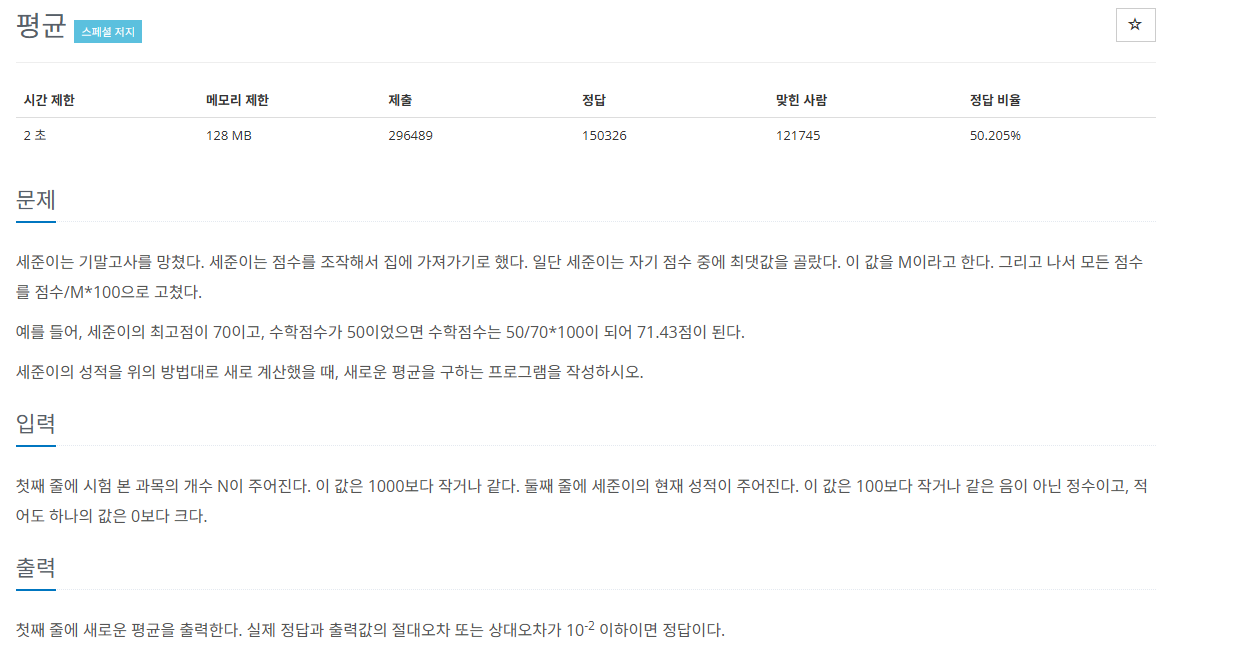 평균 스페셜 저지
☆
시간 제한 메모리 제한 제출 정답 맞힌 사람 정답 비율
2 초 128 MB 296489 150326 121745 50.205%
문제
세준이는 기말고사를 망쳤다. 세준이는 점수를 조작해서 집에 가져가기로 했다. 일단 세준이는 자기 점수 중에 최댓값을 골랐다. 이 값을 M이라고 한다. 그리고 나서 모든 점수
를 점수/M*100으로 고쳤다.
예를 들어, 세준이의 최고점이 70이고, 수학점수가 50이었으면 수학점수는 50/70*100이 되어 71.43점이 된다.
세준이의 성적을 위의 방법대로 새로 계산했을 때, 새로운 평균을 구하는 프로그램을 작성하시오.
입력
첫째 줄에 시험 본 과목의 개수 N이 주어진다. 이 값은 1000보다 작거나 같다. 둘째 줄에 세준이의 현재 성적이 주어진다. 이 값은 100보다 작거나 같은 음이 아닌 정수이고, 적
어도 하나의 값은 0보다 크다.
출력
첫째 줄에 새로운 평균을 출력한다. 실제 정답과 출력값의 절대오차 또는 상대오차가 10⁻² 이하이면 정답이다.